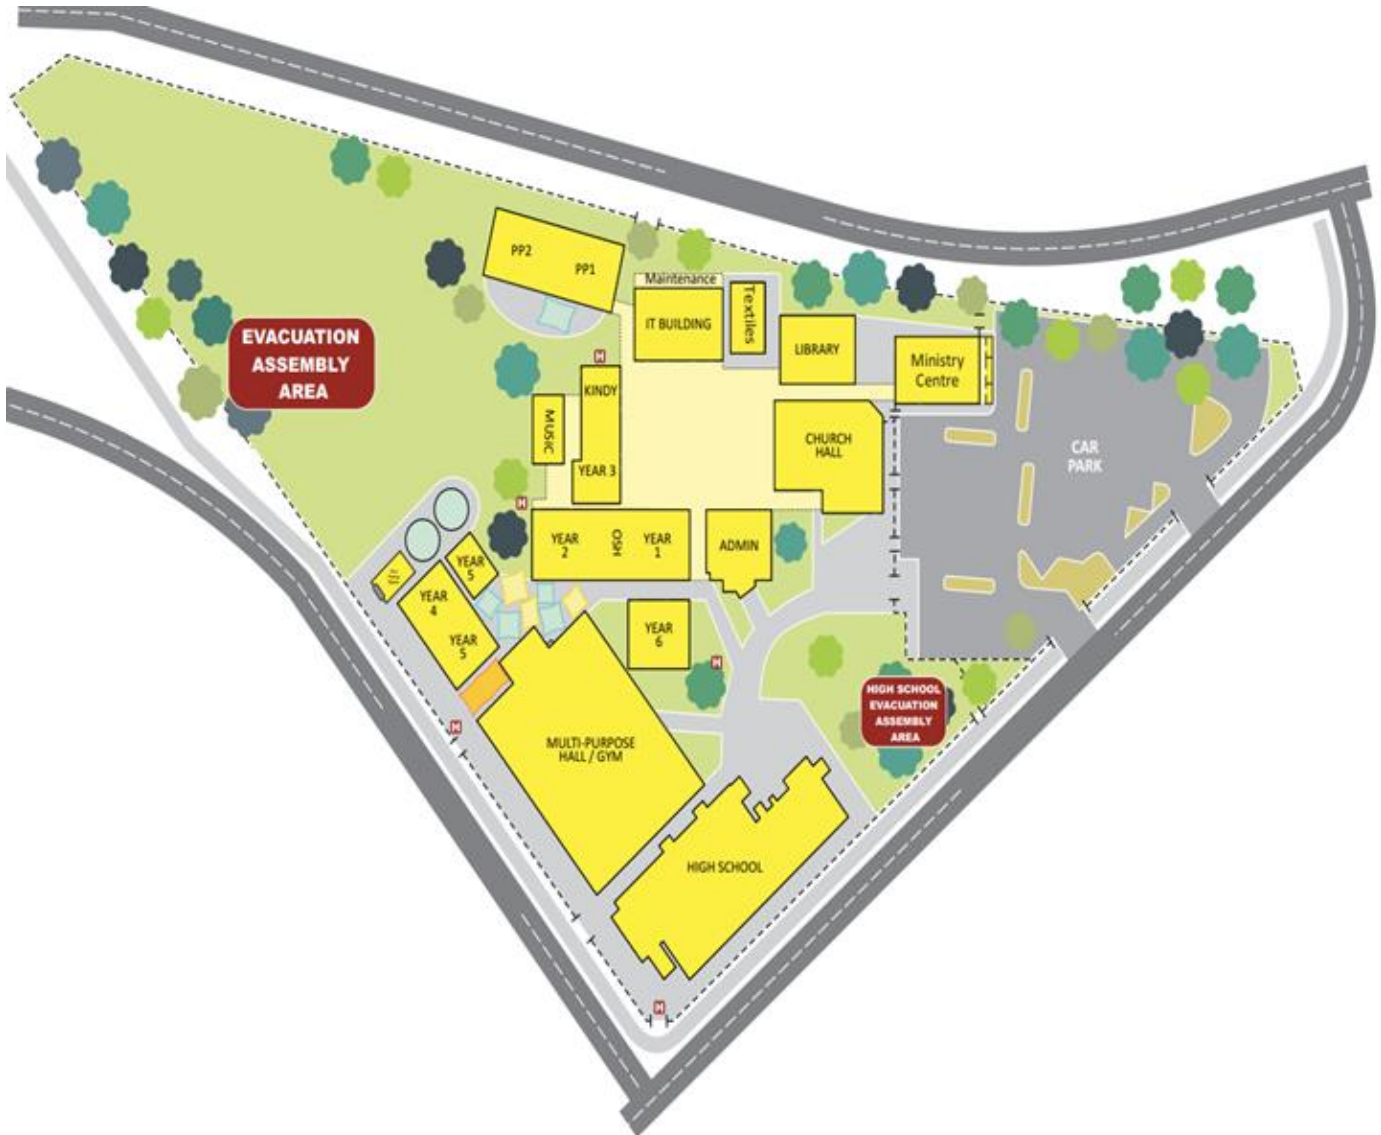 PP2
PP1
Maintenance
IT BUILDING
Textiles
LIBRARY
Ministry
Centre
EVACUATION
ASSEMBLY
AREA
H
KINDY
MUSIC
YEAR 3
CHURCH
HALL
CAR
PARK
H
YEAR
2
OSH
YEAR
1
ADMIN
YEAR
5
YEAR
4
YEAR
5
YEAR
6
H
HIGH SCHOOL
EVACUATION
ASSEMBLY
AREA
H
MULTI-PURPOSE
HALL / GYM
HIGH SCHOOL
H